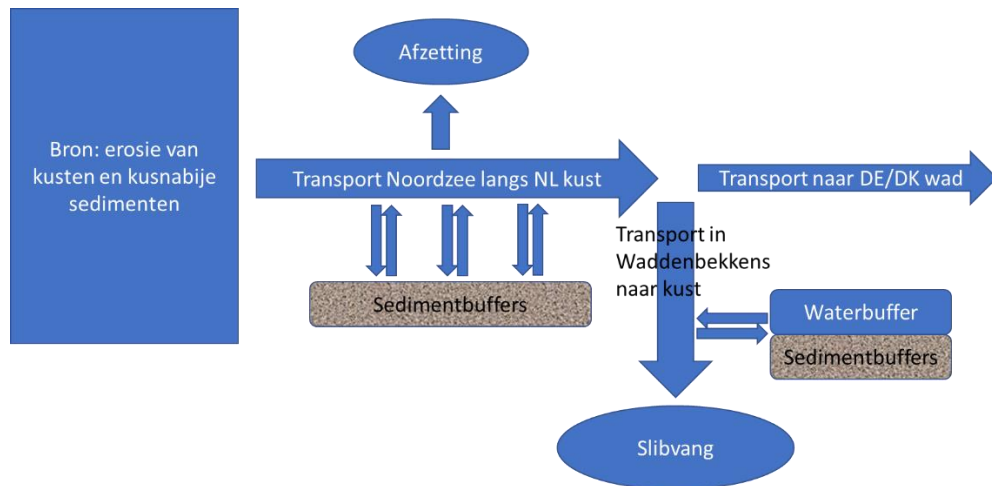 Afzetting
Bron: erosie van
kusten en kusnabije
sedimenten
Transport Noordzee langs NL kust
Transport naar DE/DK wad
Transport in
Waddenbekkens
naar kust
Sedimentbuffers
Waterbuffer
Sedimentbuffers
Slibvang